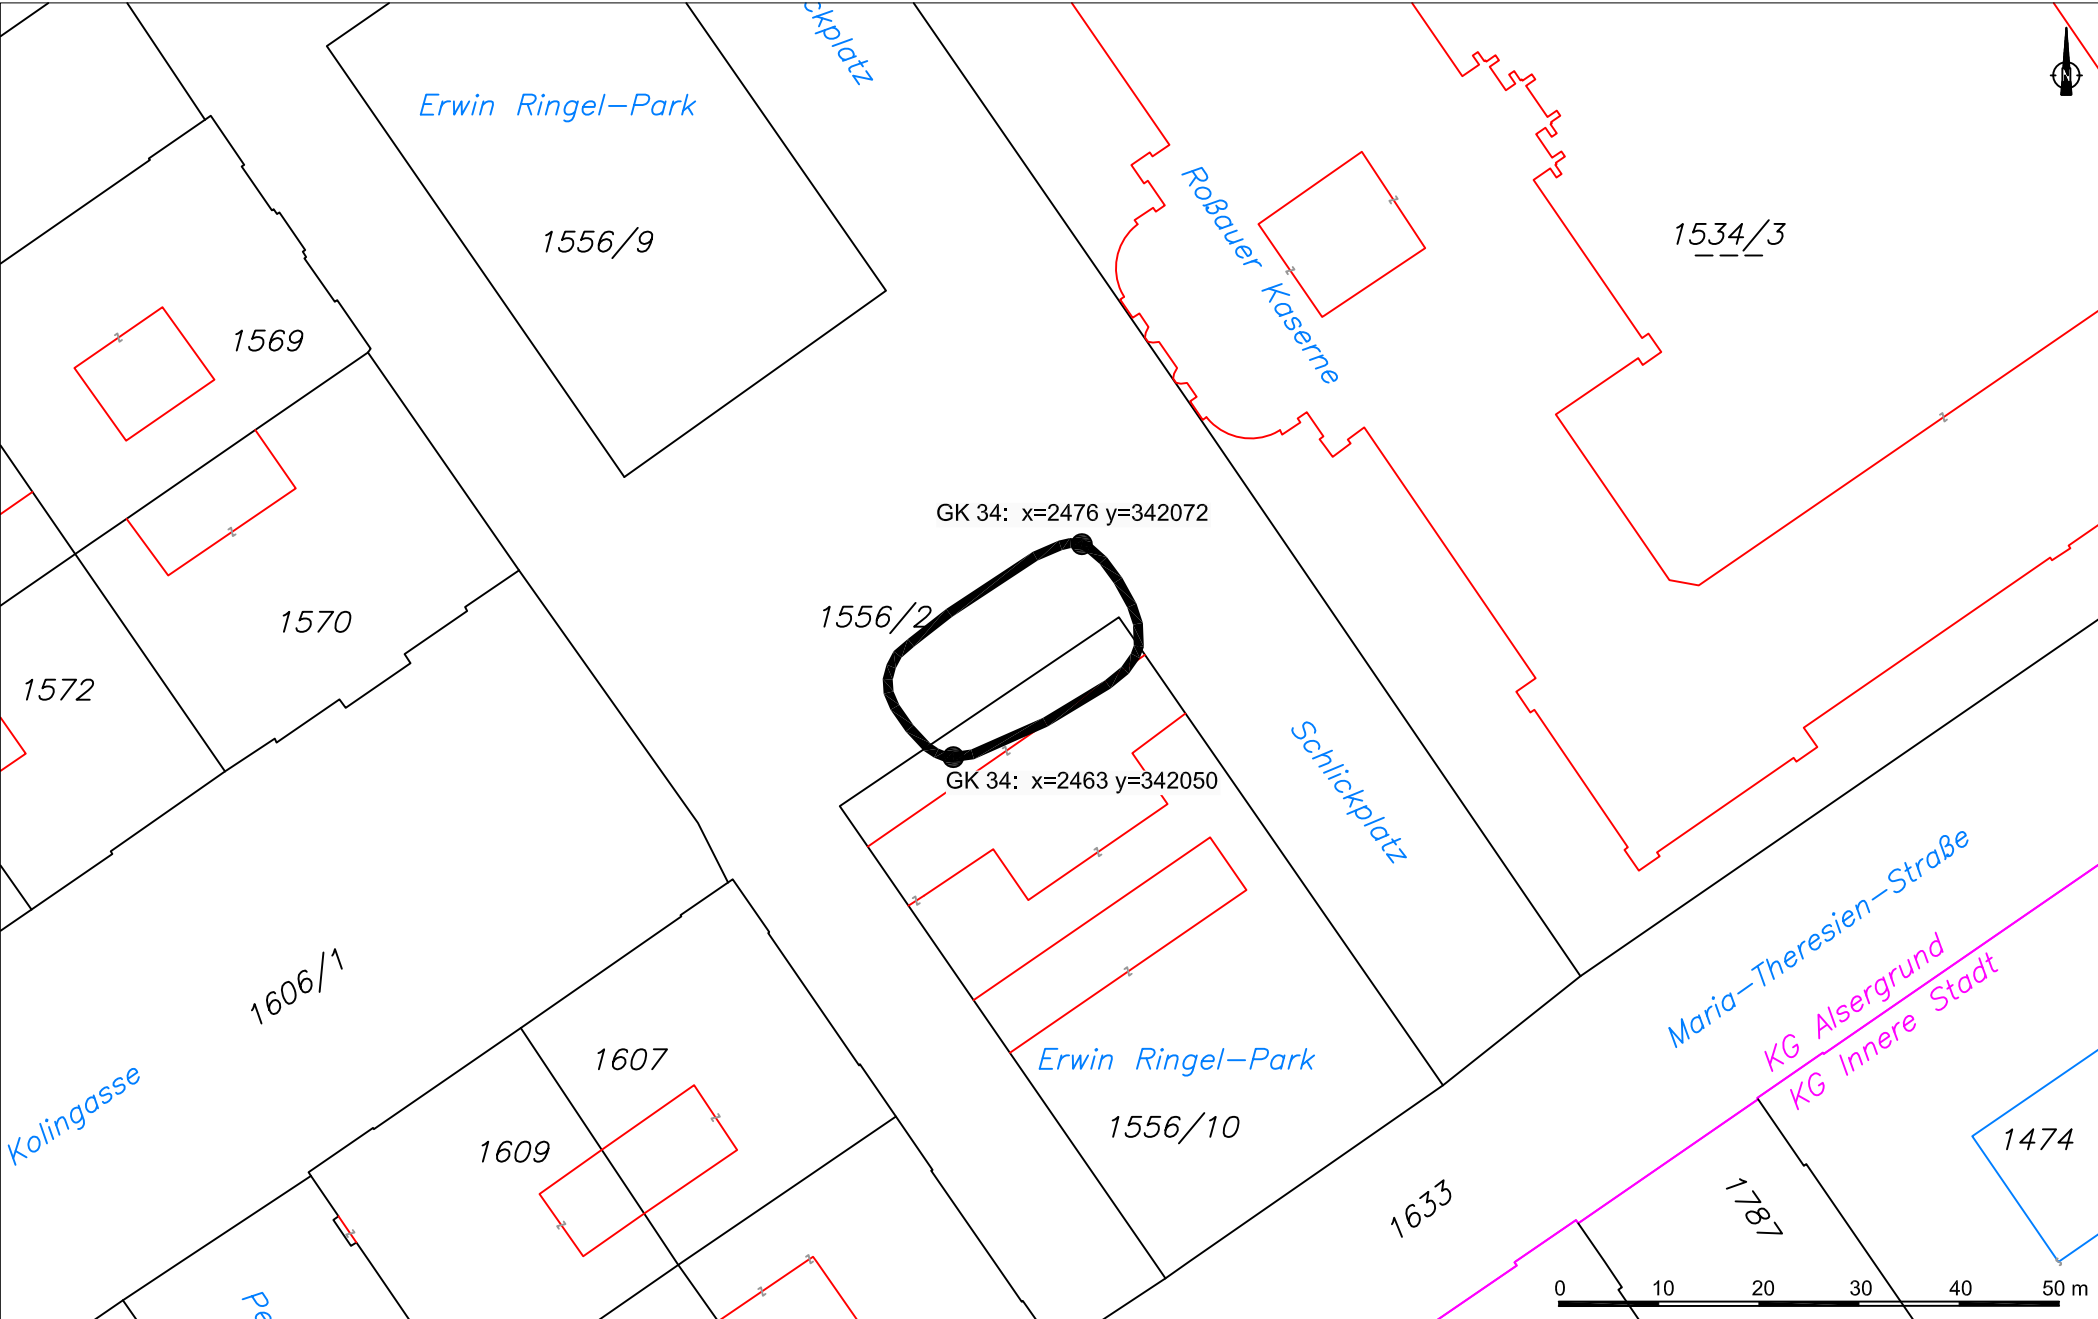 ckplatz
Erwin Ringel-Park
N
1556/9
Roßauer Kaserne
1534/3
1569
GK 34: x=2476 y=342072
1556/2
1570
1572
GK 34: x=2463 y=342050
Schlickplatz
Maria-Theresien-Straße
KG Alsergrund
KG Innere Stadt
1606/1
Kolingasse
1607
Erwin Ringel-Park
1609
1556/10
1474
1633
1787
Pe
0 10 20 30 40 50 m